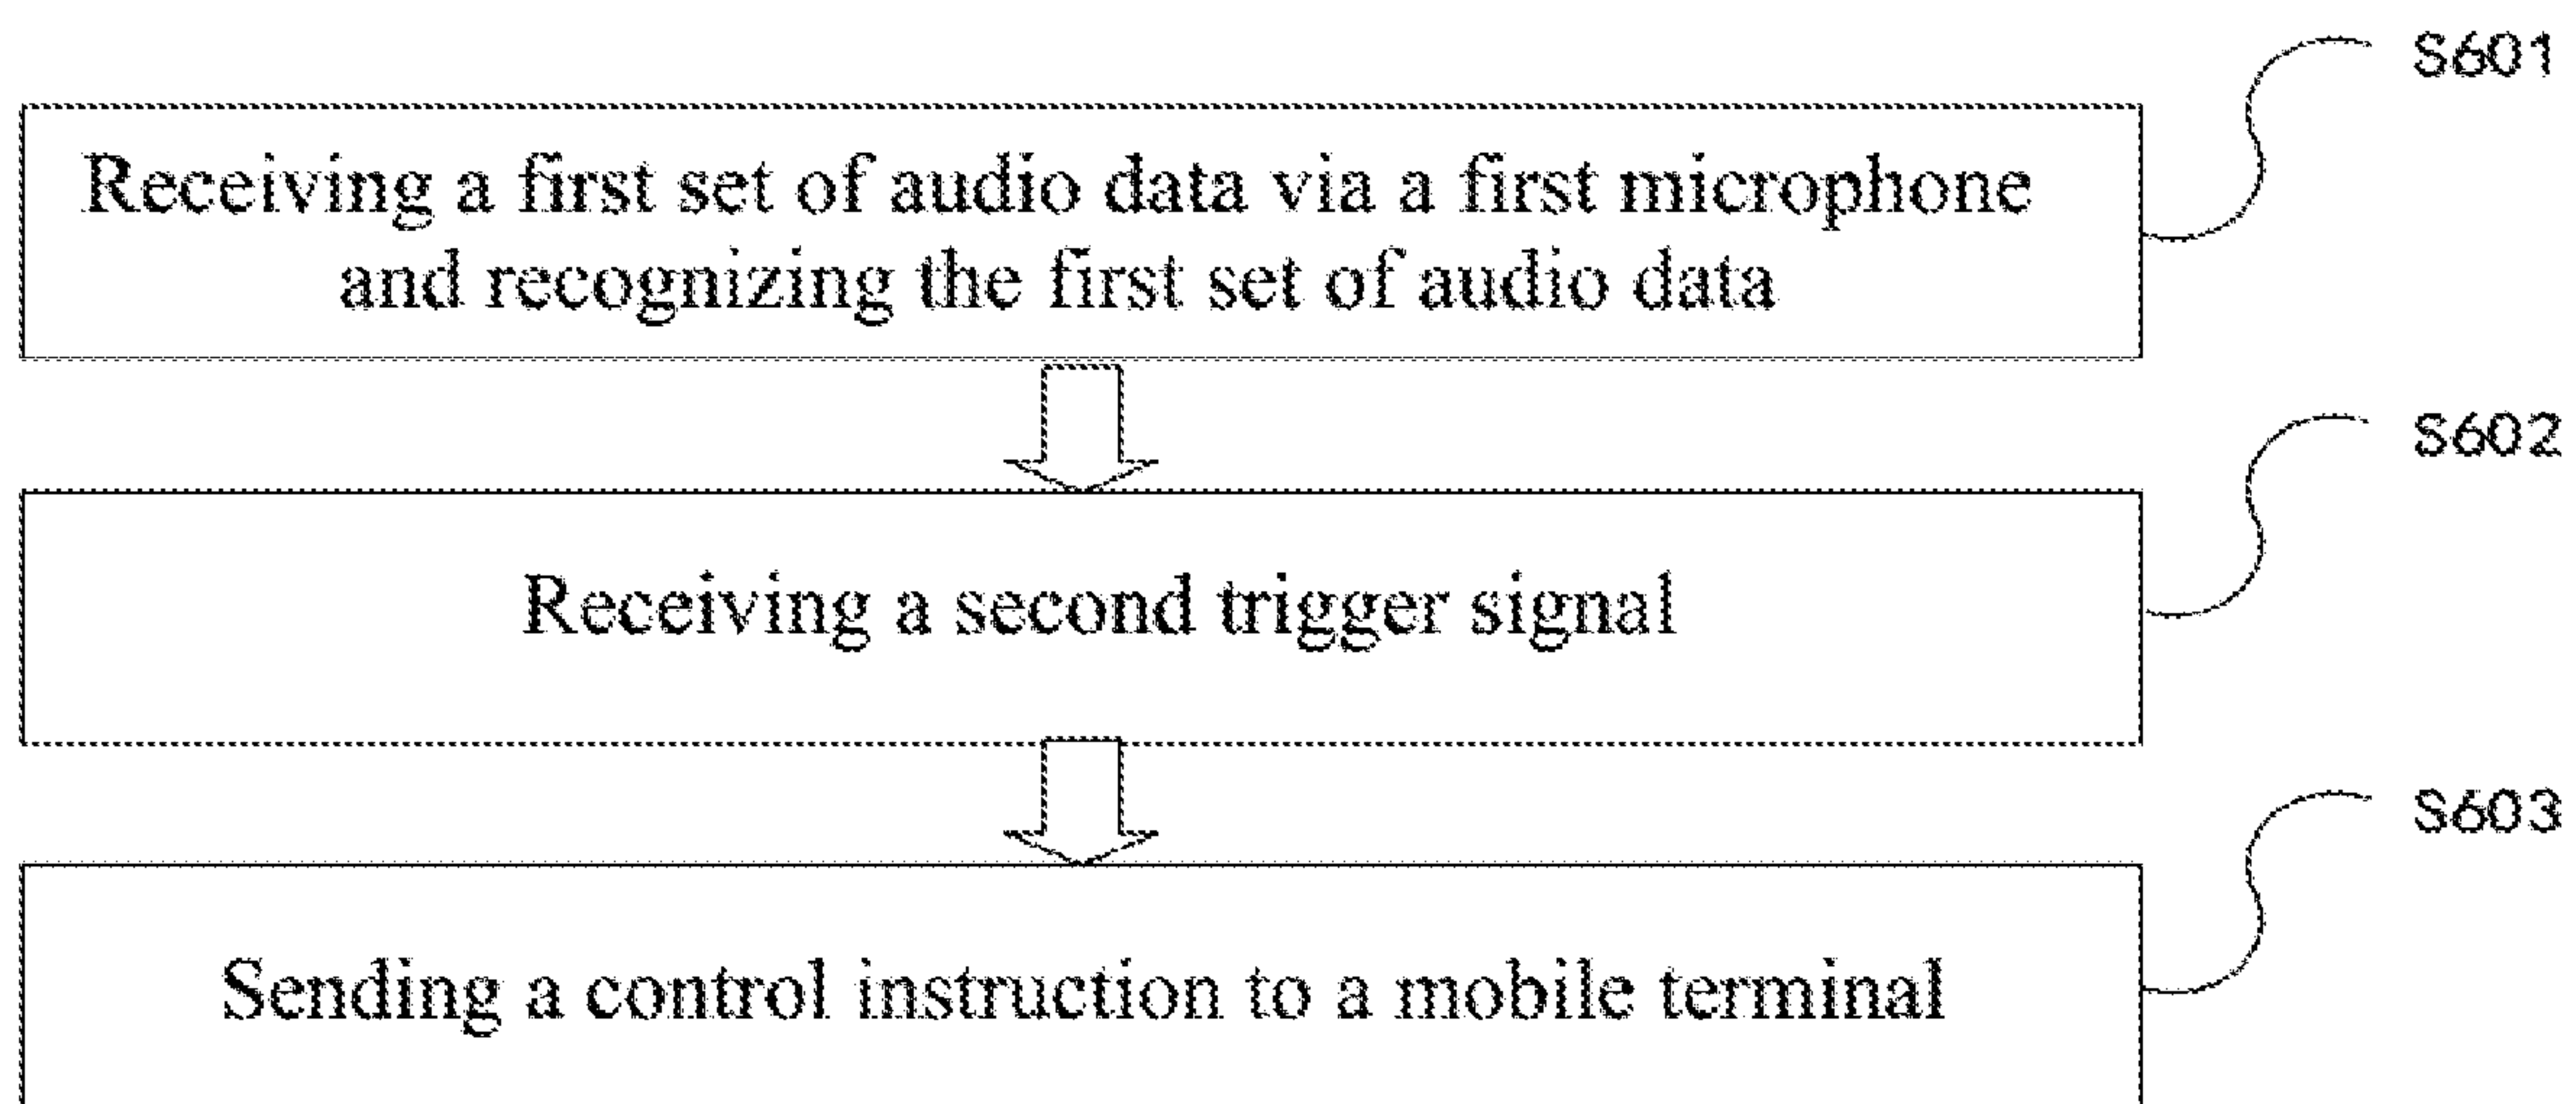 S601
Receiving a first set of audio data via a first microphone
and recognizing the first set of audio data
S602
Receiving a second trigger signal
S603
Sending a control instruction to a mobile terminal